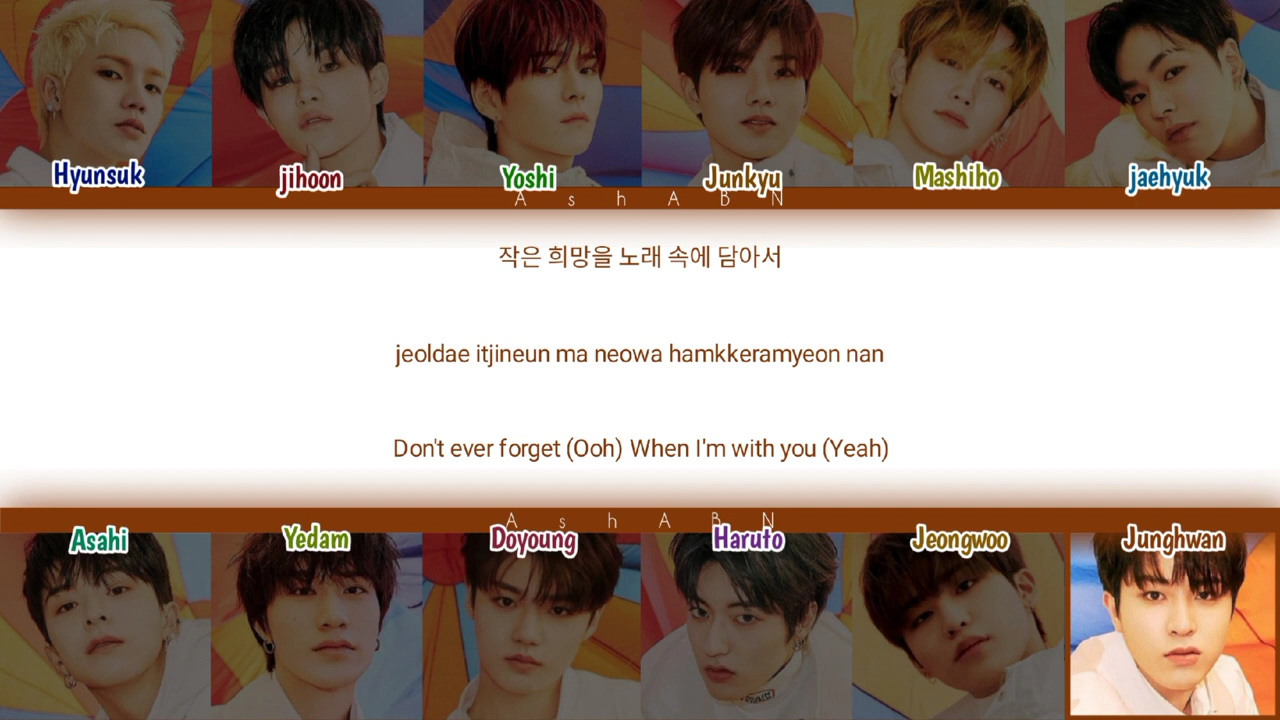 Hyunsuk jihoon Yoshi Junkyu Mashiho jaehyuk
A s h A B N
작은 희망을 노래 속에 담아서
jeoldae itjineun ma neowa hamkkeramyeon nan
Don't ever forget (Ooh) When I'm with you (Yeah)
A s h A B N
Asahi Yedam Doyoung Haruto Jeongwoo Junghwan